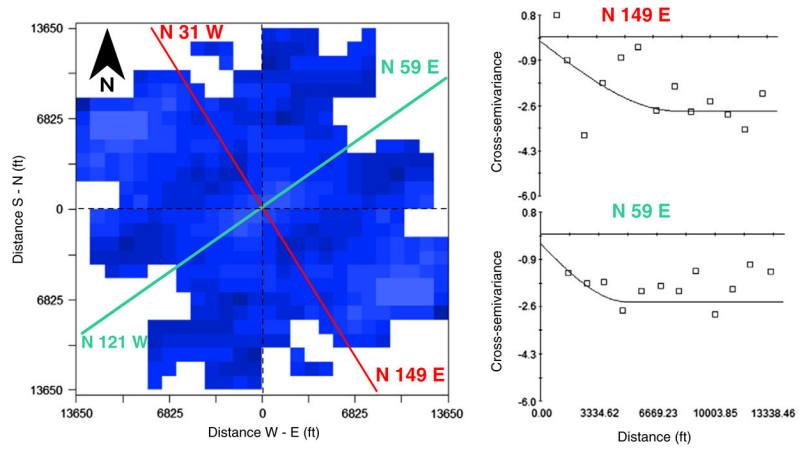 13650
6825
0
6825
13650
Distance S - N (ft)
N
N 31 W
N 59 E
N 121 W
N 149 E
13650 6825 0 6825 13650
Distance W - E (ft)
N 149 E
0.8
-0.9
-2.6
-4.3
-6.0
Cross-semivariance
N 59 E
0.8
-0.9
-2.6
-4.3
-6.0
Cross-semivariance
0.00 3334.62 6669.23 10003.85 13338.46
Distance (ft)